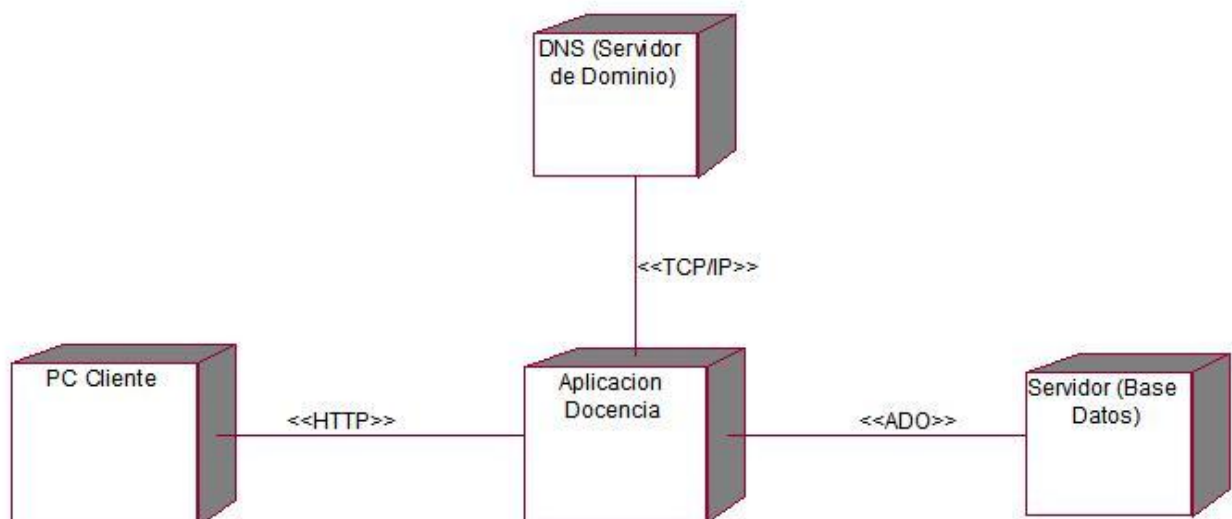 DNS (Servidor
de Dominio)
<<TCP/IP>>
PC Cliente
<<HTTP>>
Aplicacion
Docencia
<<ADO>>
Servidor (Base
Datos)